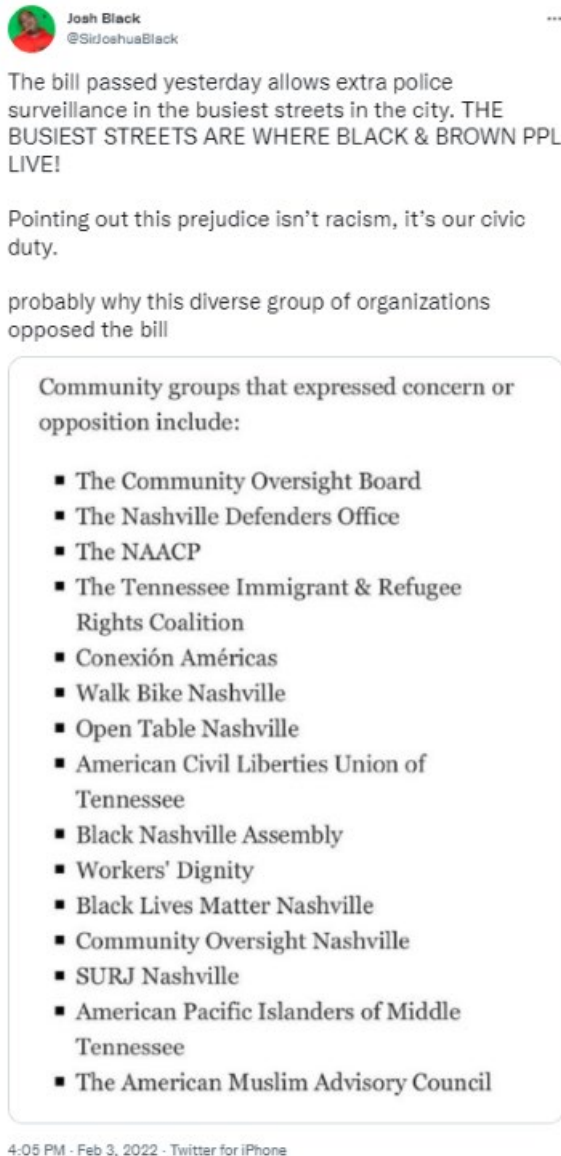 Josh Black
@SirJoshuaBlack
The bill passed yesterday allows extra police
surveillance in the busiest streets in the city. THE
BUSIEST STREETS ARE WHERE BLACK & BROWN PPL
LIVE!
Pointing out this prejudice isn't racism, it's our civic
duty.
probably why this diverse group of organizations
opposed the bill
Community groups that expressed concern or
opposition include:
▪ The Community Oversight Board
▪ The Nashville Defenders Office
▪ The NAACP
▪ The Tennessee Immigrant & Refugee
Rights Coalition
▪ Conexión Américas
▪ Walk Bike Nashville
▪ Open Table Nashville
▪ American Civil Liberties Union of
Tennessee
▪ Black Nashville Assembly
▪ Workers' Dignity
▪ Black Lives Matter Nashville
▪ Community Oversight Nashville
▪ SURJ Nashville
▪ American Pacific Islanders of Middle
Tennessee
▪ The American Muslim Advisory Council
4:05 PM · Feb 3, 2022 · Twitter for iPhone